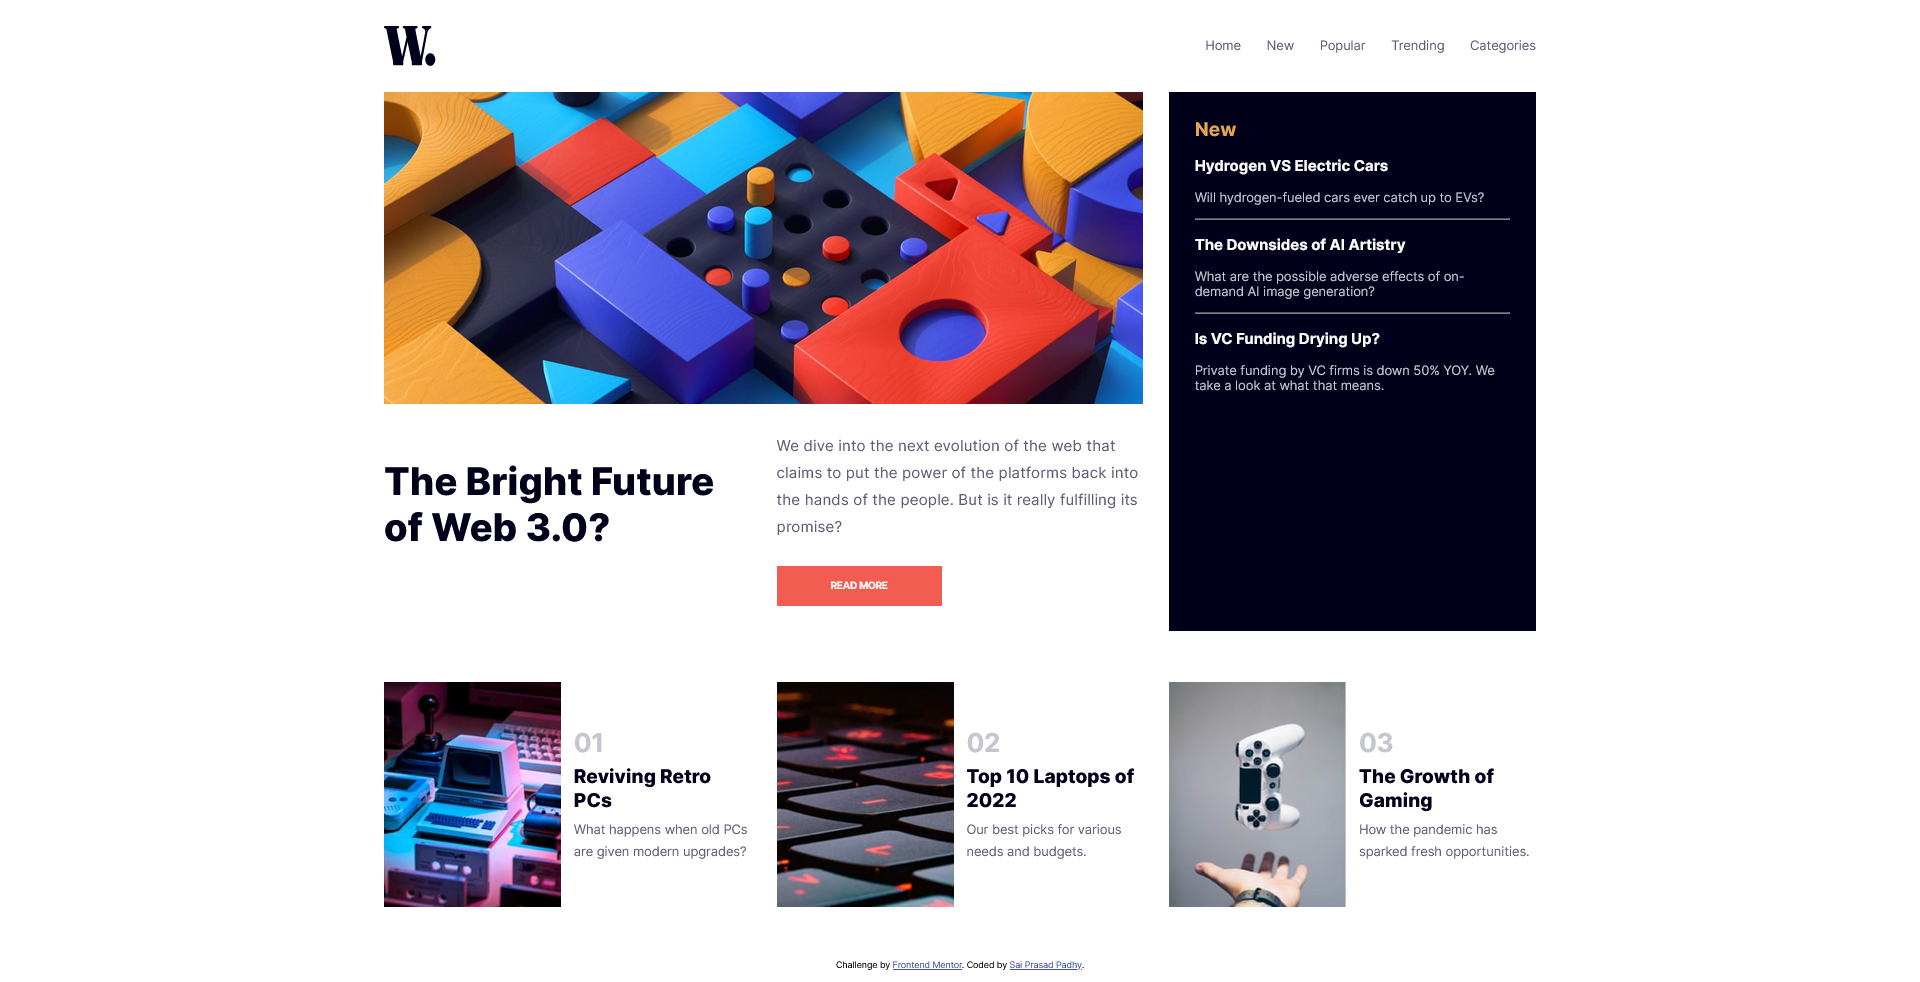 W.
Home New Popular Trending Categories
New
Hydrogen VS Electric Cars
Will hydrogen-fueled cars ever catch up to EVs?
The Downsides of AI Artistry
What are the possible adverse effects of on-
demand AI image generation?
Is VC Funding Drying Up?
Private funding by VC firms is down 50% YOY. We
take a look at what that means.
The Bright Future
of Web 3.0?
We dive into the next evolution of the web that
claims to put the power of the platforms back into
the hands of the people. But is it really fulfilling its
promise?
READ MORE
01
Reviving Retro
PCs
What happens when old PCs
are given modern upgrades?
02
Top 10 Laptops of
2022
Our best picks for various
needs and budgets.
03
The Growth of
Gaming
How the pandemic has
sparked fresh opportunities.
Challenge by Frontend Mentor. Coded by Sai Prasad Padhy.